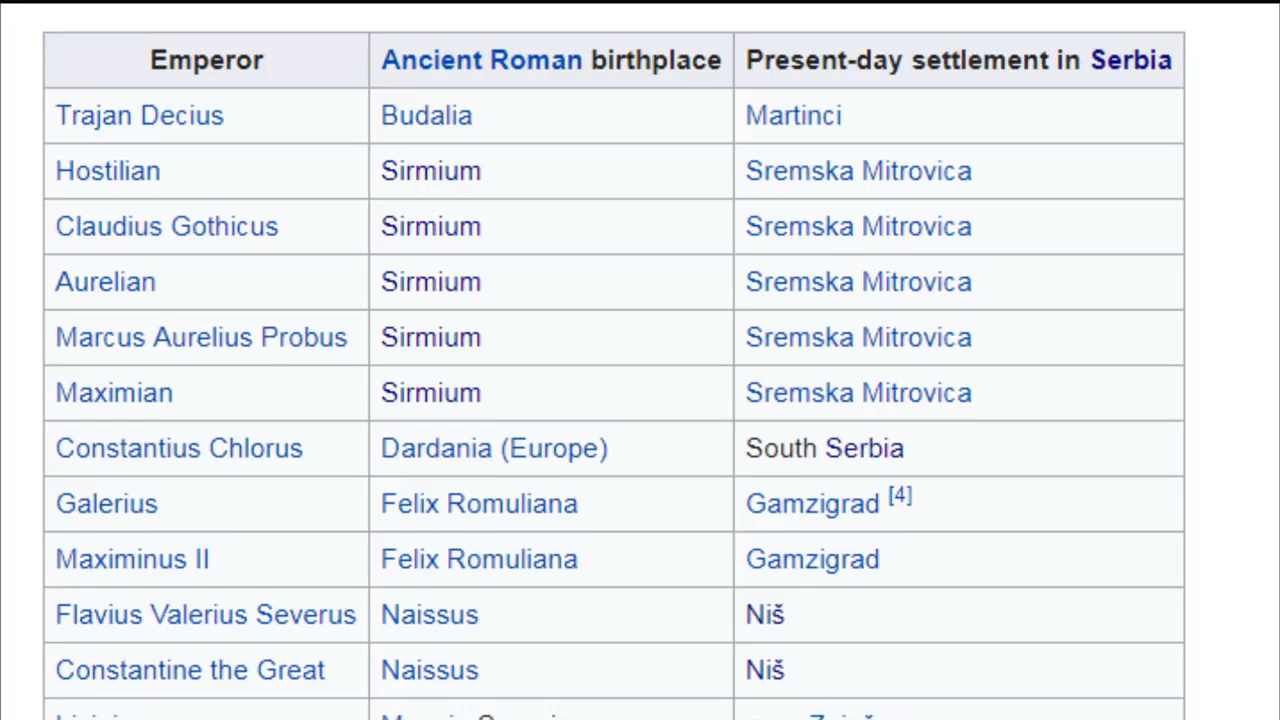 Emperor Ancient Roman birthplace Present-day settlement in Serbia
Trajan Decius Budalia Martinci
Hostilian Sirmium Sremska Mitrovica
Claudius Gothicus Sirmium Sremska Mitrovica
Aurelian Sirmium Sremska Mitrovica
Marcus Aurelius Probus Sirmium Sremska Mitrovica
Maximian Sirmium Sremska Mitrovica
Constantius Chlorus Dardania (Europe) South Serbia
Galerius Felix Romuliana Gamzigrad [4]
Maximinus II Felix Romuliana Gamzigrad
Flavius Valerius Severus Naissus Niš
Constantine the Great Naissus Niš